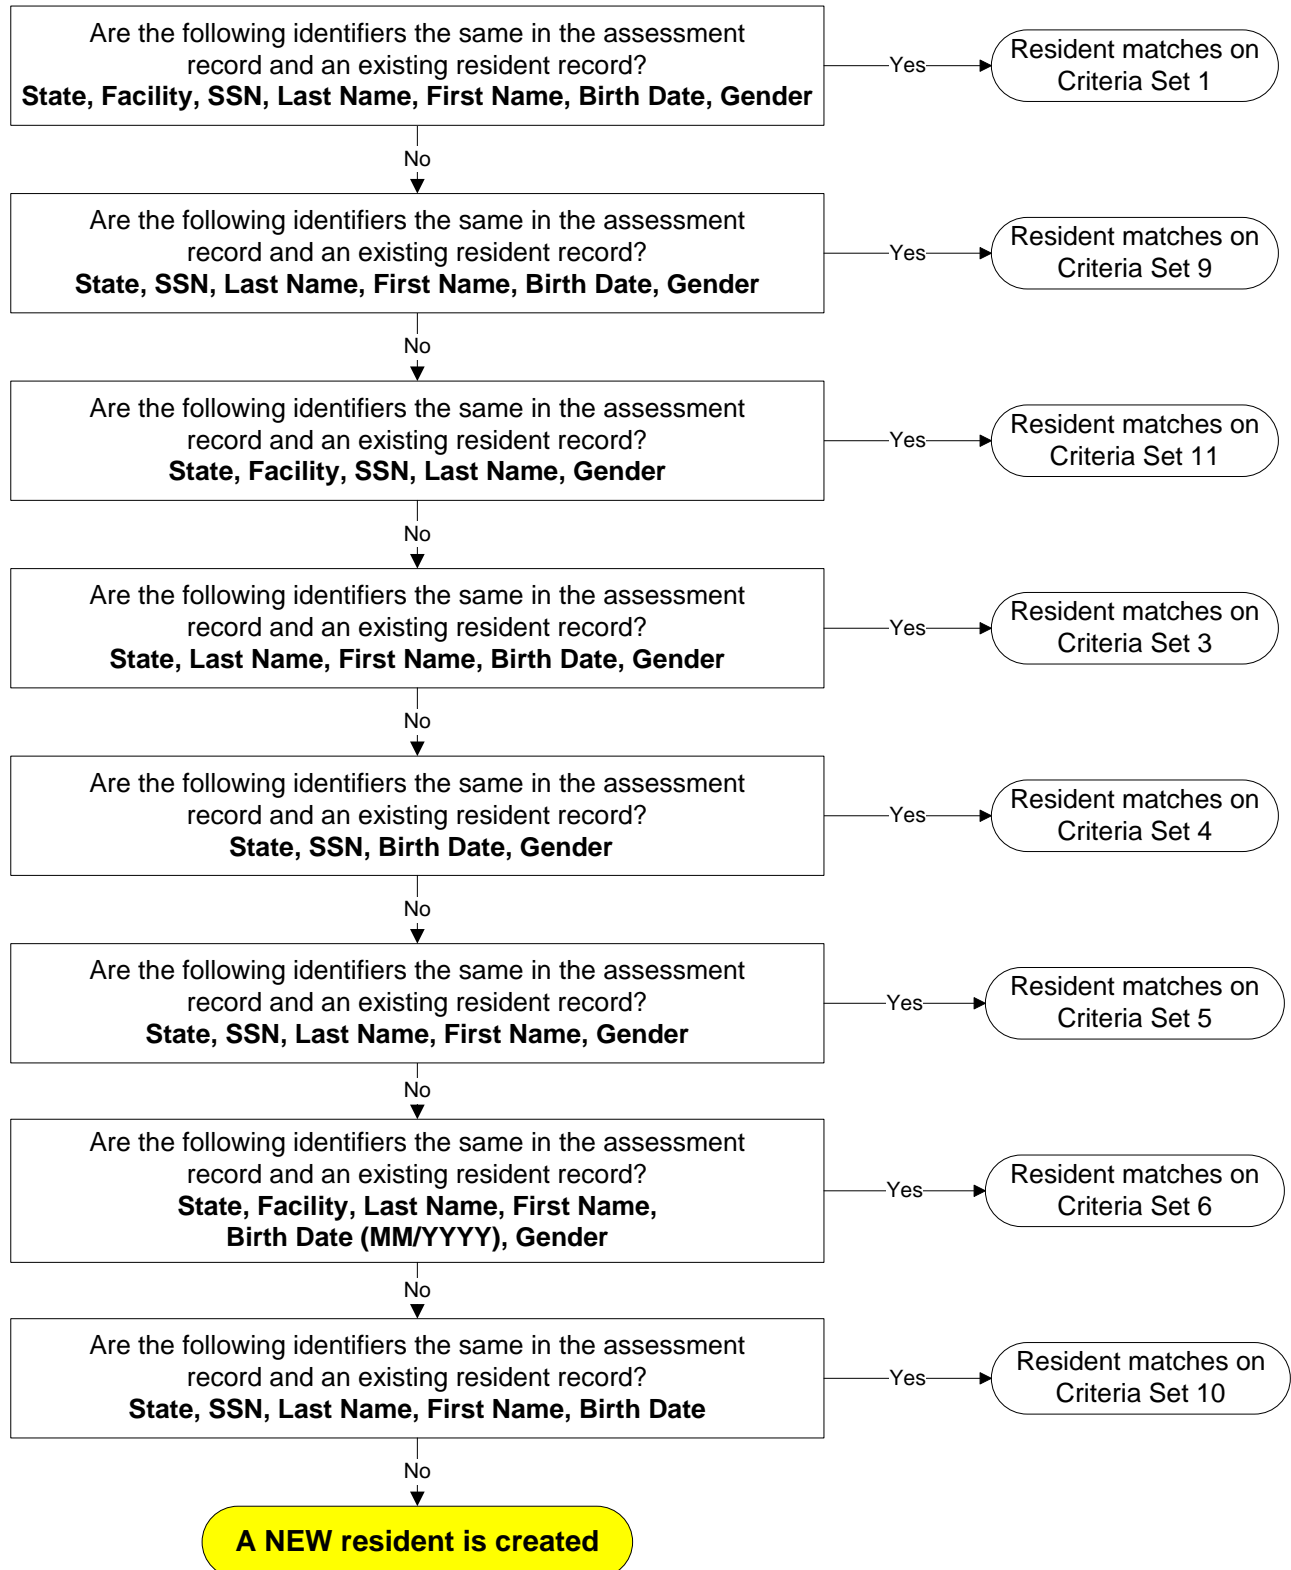 Are the following identifiers the same in the assessment
record and an existing resident record?
State, Facility, SSN, Last Name, First Name, Birth Date, Gender
Yes
Resident matches on
Criteria Set 1
No
Are the following identifiers the same in the assessment
record and an existing resident record?
State, SSN, Last Name, First Name, Birth Date, Gender
Yes
Resident matches on
Criteria Set 9
No
Are the following identifiers the same in the assessment
record and an existing resident record?
State, Facility, SSN, Last Name, Gender
Yes
Resident matches on
Criteria Set 11
No
Are the following identifiers the same in the assessment
record and an existing resident record?
State, Last Name, First Name, Birth Date, Gender
Yes
Resident matches on
Criteria Set 3
No
Are the following identifiers the same in the assessment
record and an existing resident record?
State, SSN, Birth Date, Gender
Yes
Resident matches on
Criteria Set 4
No
Are the following identifiers the same in the assessment
record and an existing resident record?
State, SSN, Last Name, First Name, Gender
Yes
Resident matches on
Criteria Set 5
No
Are the following identifiers the same in the assessment
record and an existing resident record?
State, Facility, Last Name, First Name,
Birth Date (MM/YYYY), Gender
Yes
Resident matches on
Criteria Set 6
No
Are the following identifiers the same in the assessment
record and an existing resident record?
State, SSN, Last Name, First Name, Birth Date
Yes
Resident matches on
Criteria Set 10
No
A NEW resident is created